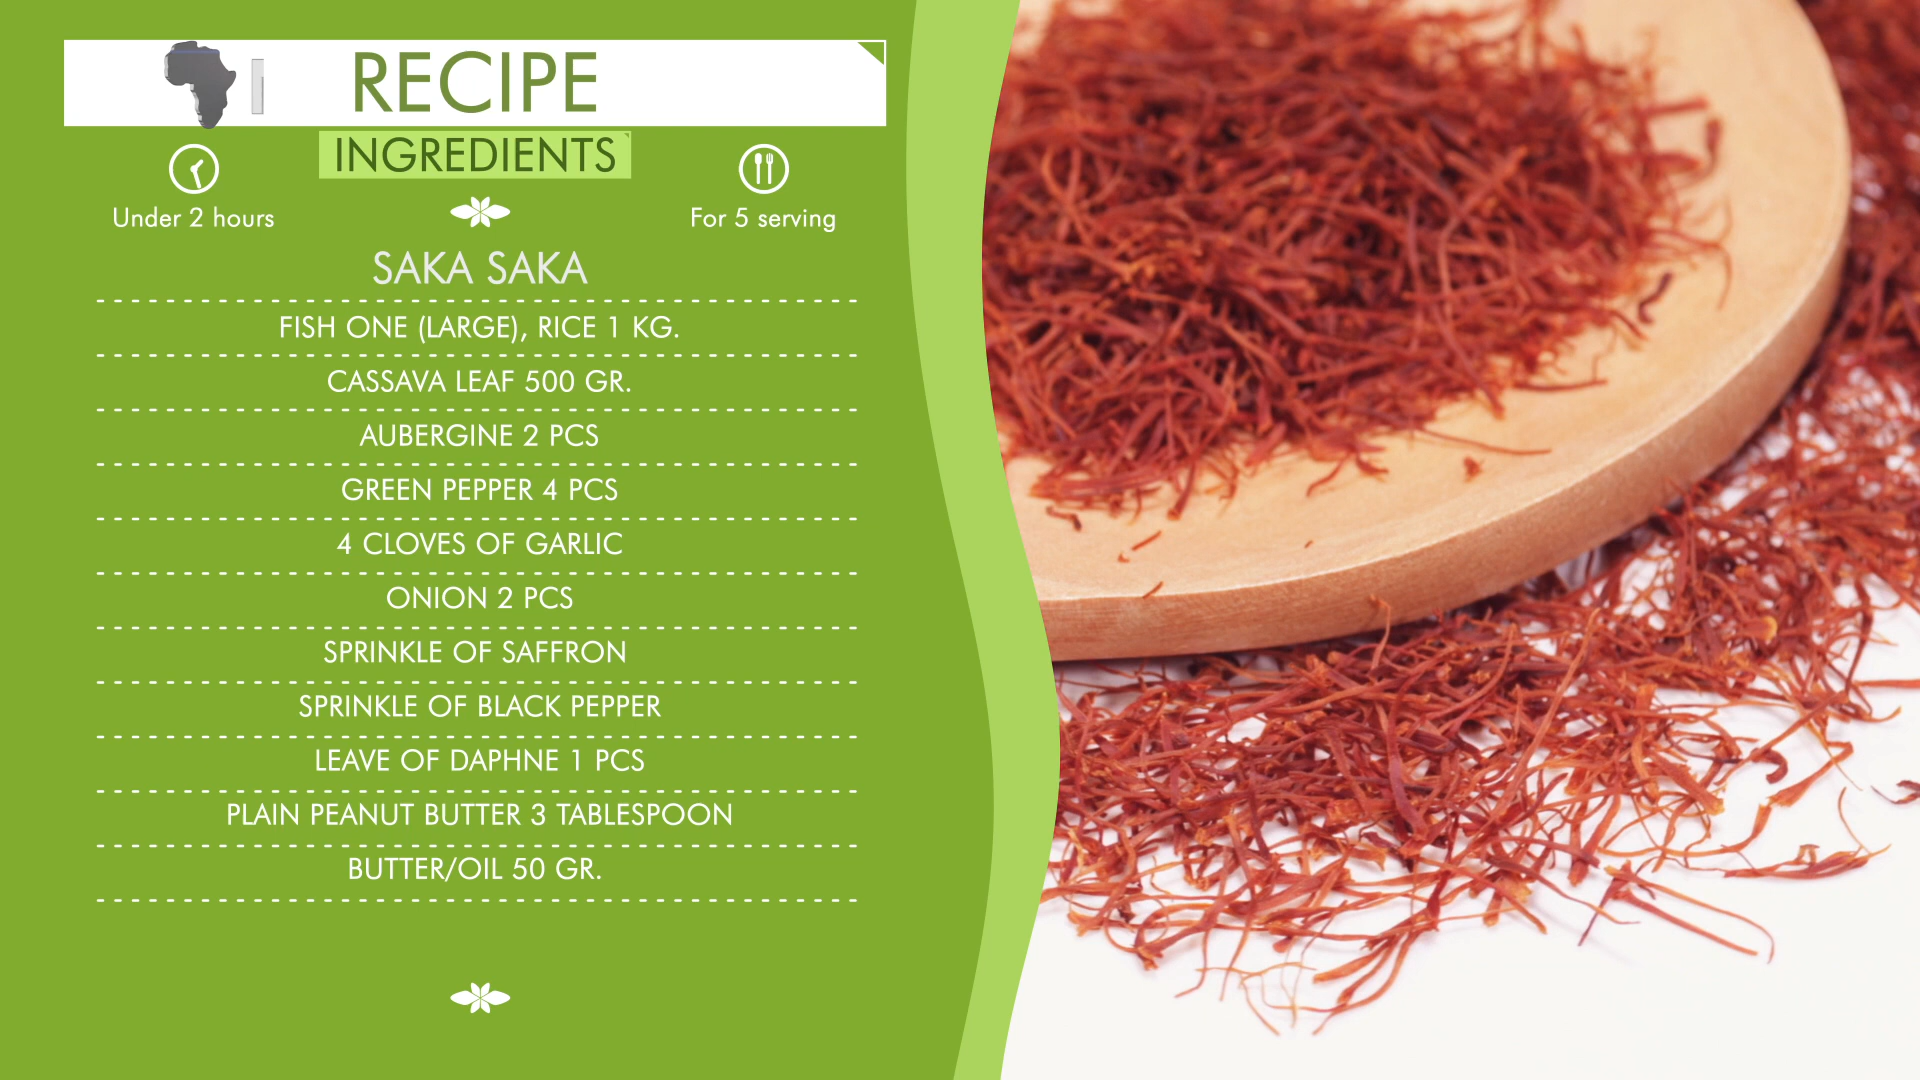 RECIPE
INGREDIENTS
Under 2 hours
For 5 serving
SAKA SAKA
FISH ONE (LARGE), RICE 1 KG.
CASSAVA LEAF 500 GR.
AUBERGINE 2 PCS
GREEN PEPPER 4 PCS
4 CLOVES OF GARLIC
ONION 2 PCS
SPRINKLE OF SAFFRON
SPRINKLE OF BLACK PEPPER
LEAVE OF DAPHNE 1 PCS
PLAIN PEANUT BUTTER 3 TABLESPOON
BUTTER/OIL 50 GR.